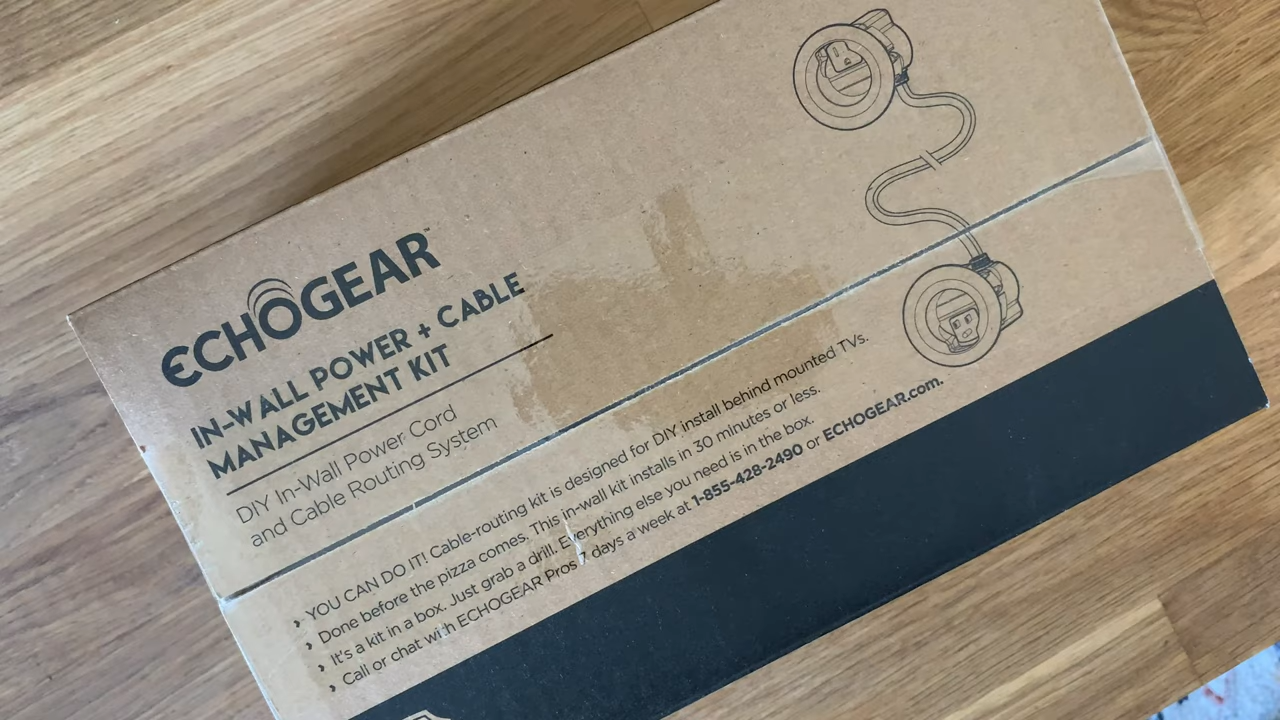 ECHOGEAR™
IN-WALL POWER + CABLE
MANAGEMENT KIT
DIY In-Wall Power Cord
and Cable Routing System
› YOU CAN DO IT! Cable-routing kit is designed for DIY install behind mounted TVs.
› Done before the pizza comes. This in-wall kit installs in 30 minutes or less.
› It's a kit in a box. Just grab a drill. Everything else you need is in the box.
› Call or chat with ECHOGEAR Pros 7 days a week at 1-855-428-2490 or ECHOGEAR.com.